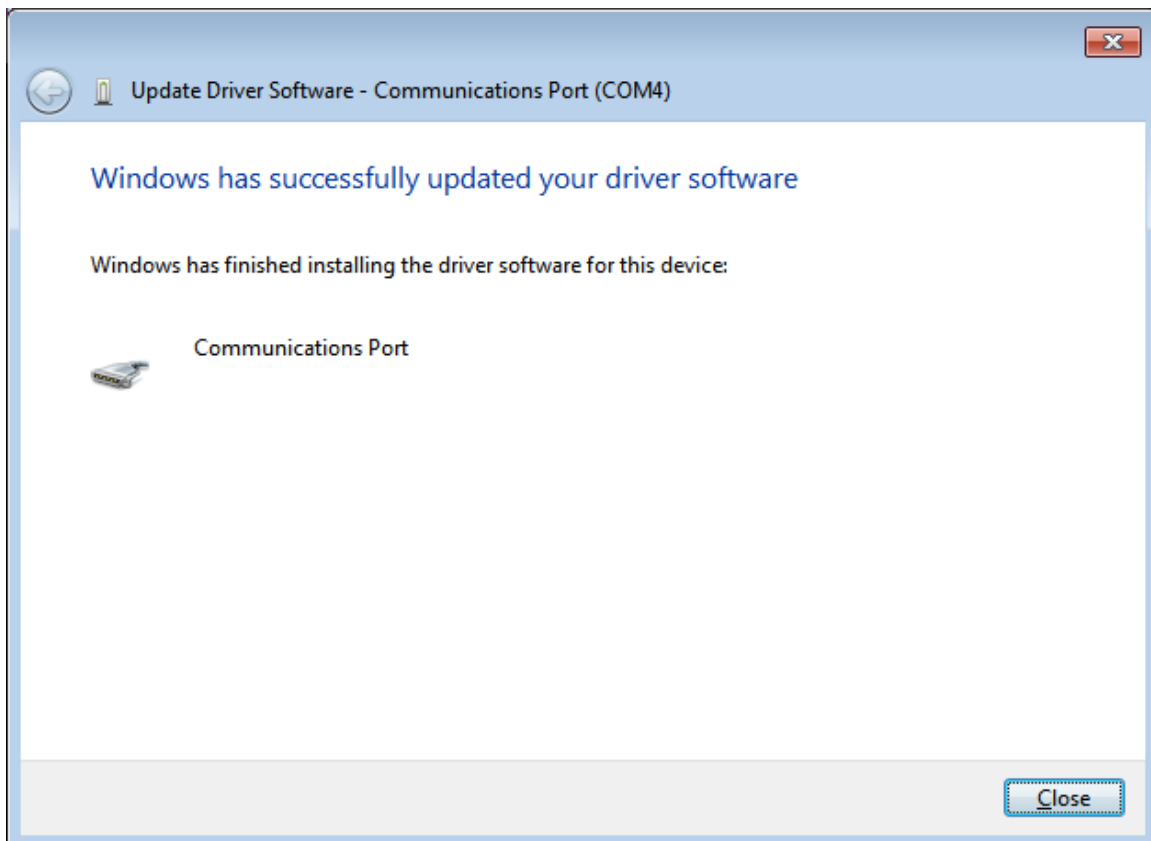 Update Driver Software - Communications Port (COM4)
Windows has successfully updated your driver software
Windows has finished installing the driver software for this device:
Communications Port
Close